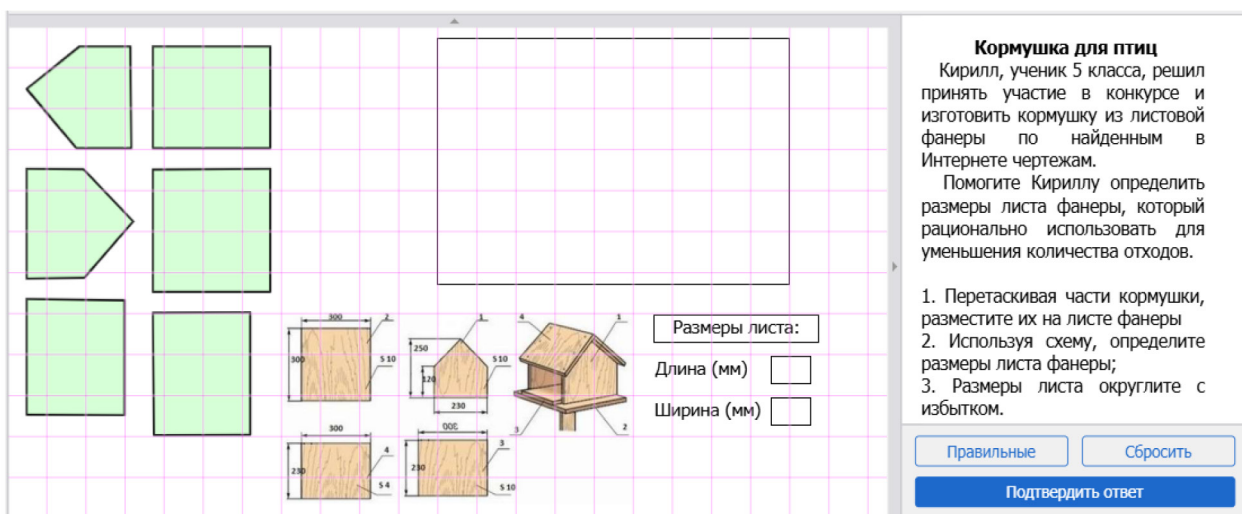 Кормушка для птиц
Кирилл, ученик 5 класса, решил
принять участие в конкурсе и
изготовить кормушку из листовой
фанеры по найденным в
Интернете чертежам.
Помогите Кириллу определить
размеры листа фанеры, который
рационально использовать для
уменьшения количества отходов.
1. Перетаскивая части кормушки,
разместите их на листе фанеры
2. Используя схему, определите
размеры листа фанеры;
3. Размеры листа округлите с
избытком.
Правильные
Сбросить
Подтвердить ответ
300
2
300
S 10
1
250
120
S 10
230
4
1
3
2
300
4
230
S 4
300
3
230
S 10
Размеры листа:
Длина (мм)
Ширина (мм)